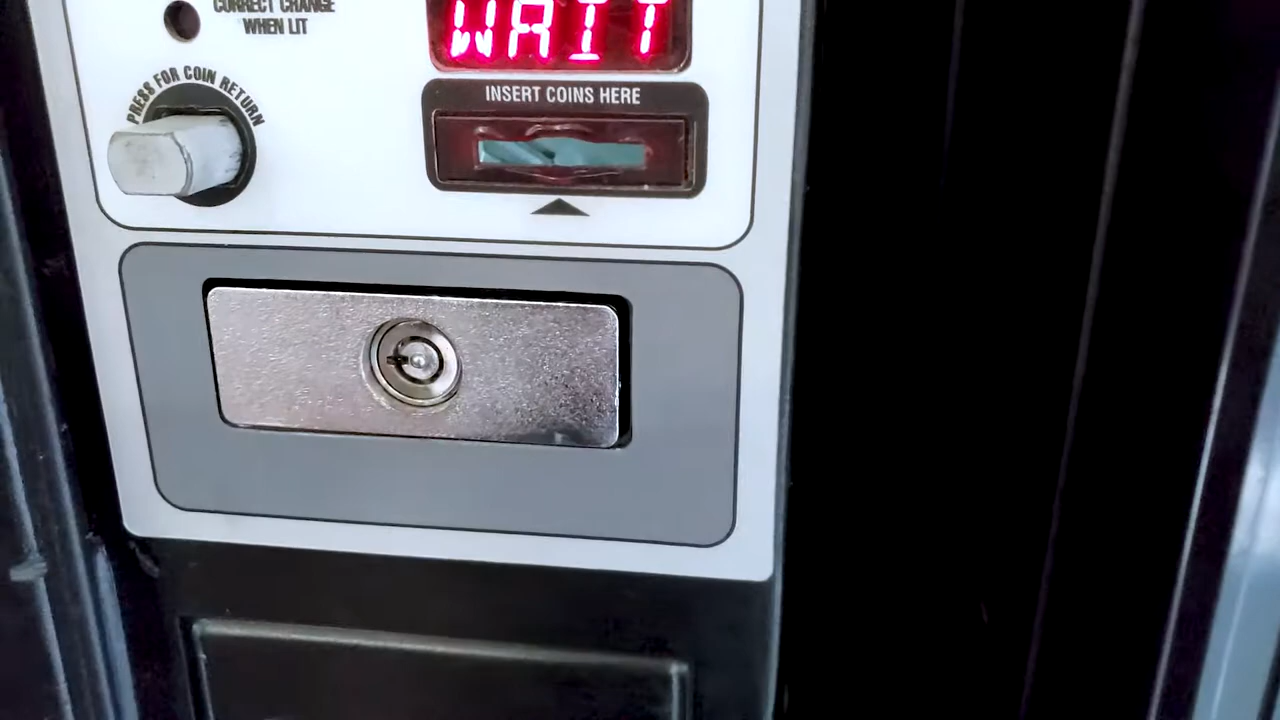 CORRECT CHANGE
WHEN LIT
WAIT
PRESS FOR COIN RETURN
INSERT COINS HERE